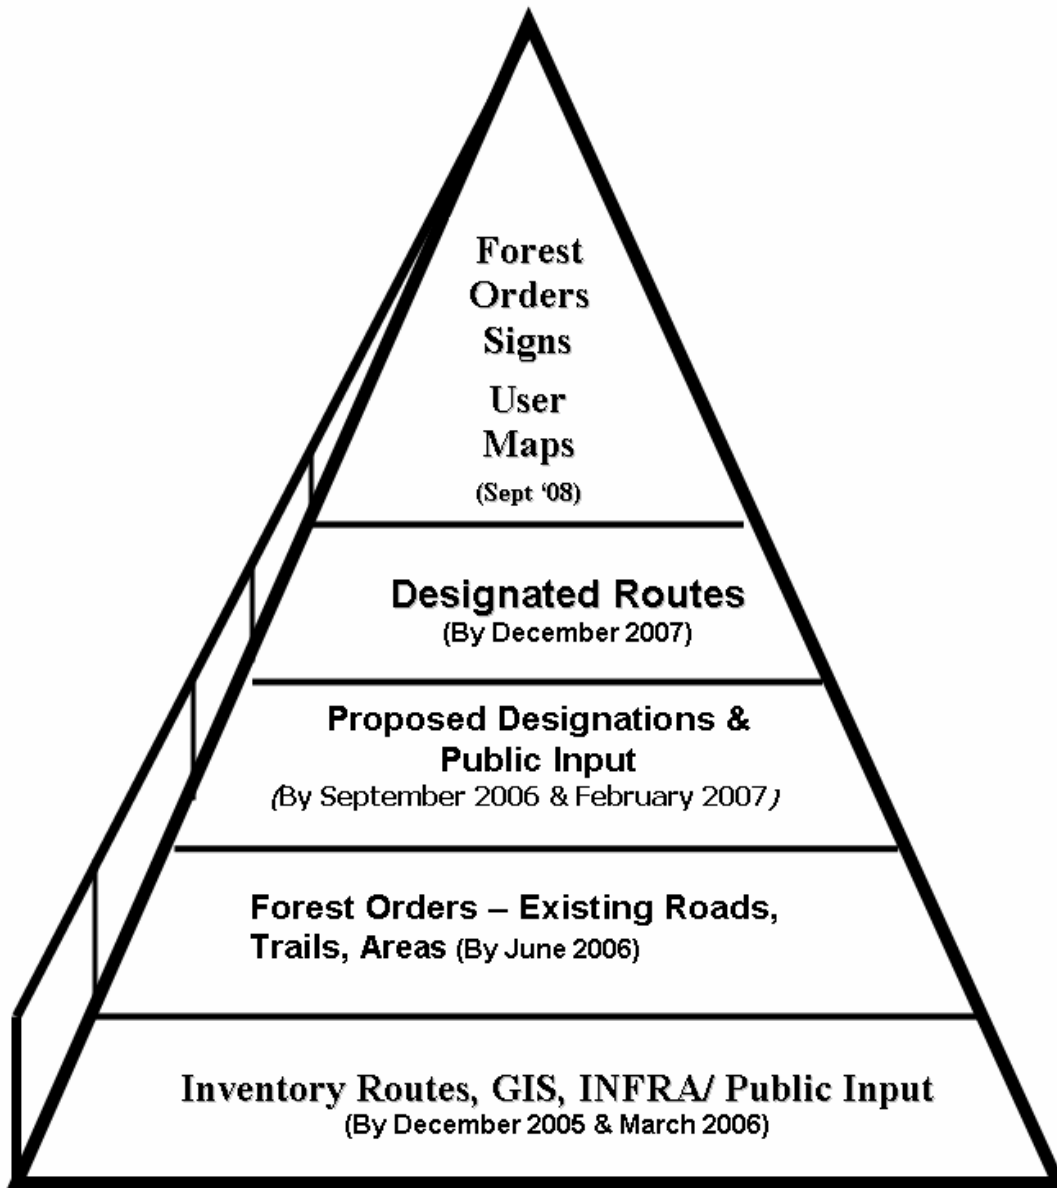 Forest
Orders
Signs
User
Maps
(Sept ‘08)
Designated Routes
(By December 2007)
Proposed Designations &
Public Input
(By September 2006 & February 2007)
Forest Orders – Existing Roads,
Trails, Areas (By June 2006)
Inventory Routes, GIS, INFRA/ Public Input
(By December 2005 & March 2006)